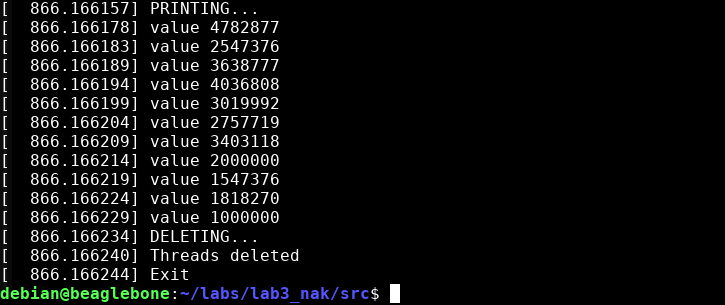 [  866.166157] PRINTING...
[  866.166178] value 4782877
[  866.166183] value 2547376
[  866.166189] value 3638777
[  866.166194] value 4036808
[  866.166199] value 3019992
[  866.166204] value 2757719
[  866.166209] value 3403118
[  866.166214] value 2000000
[  866.166219] value 1547376
[  866.166224] value 1818270
[  866.166229] value 1000000
[  866.166234] DELETING...
[  866.166240] Threads deleted
[  866.166244] Exit
debian@beaglebone:~/labs/lab3_nak/src$